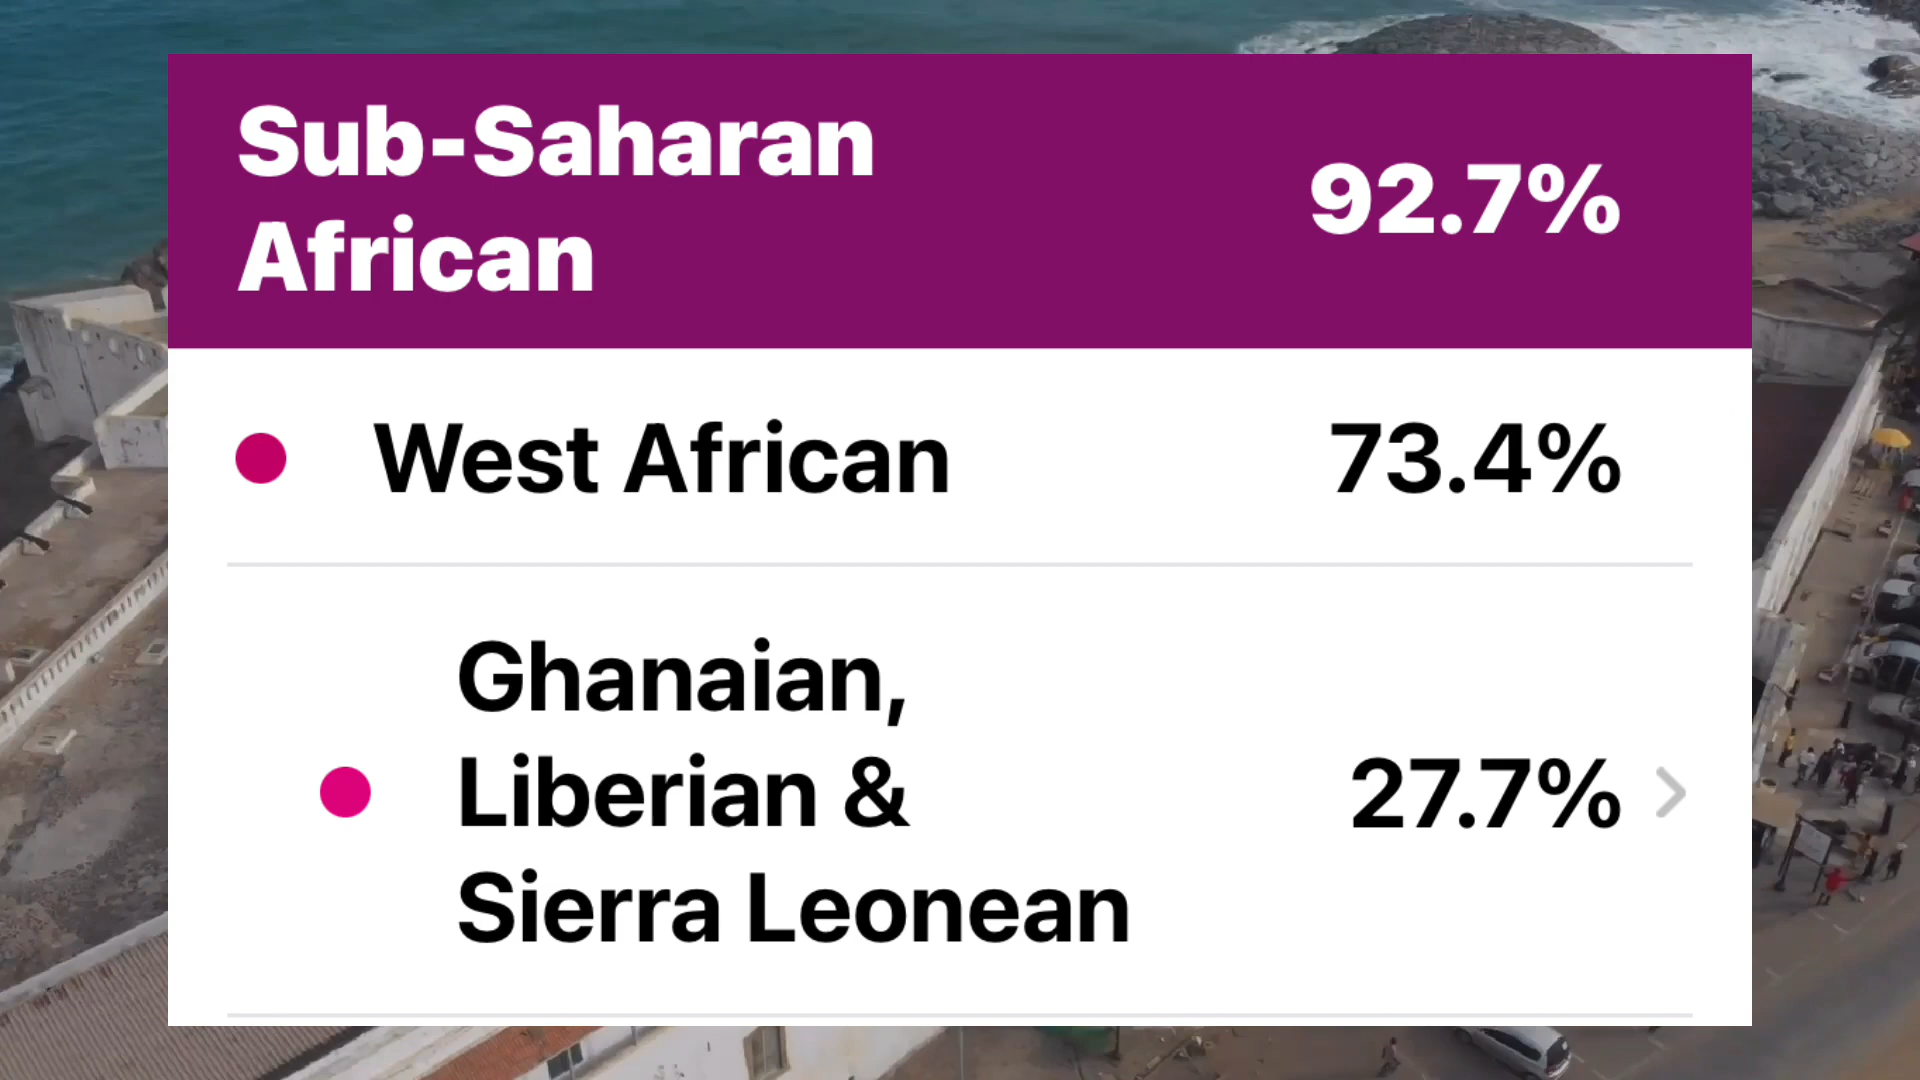 Sub-Saharan
African
92.7%
West African 73.4%
Ghanaian,
Liberian &
Sierra Leonean
27.7%